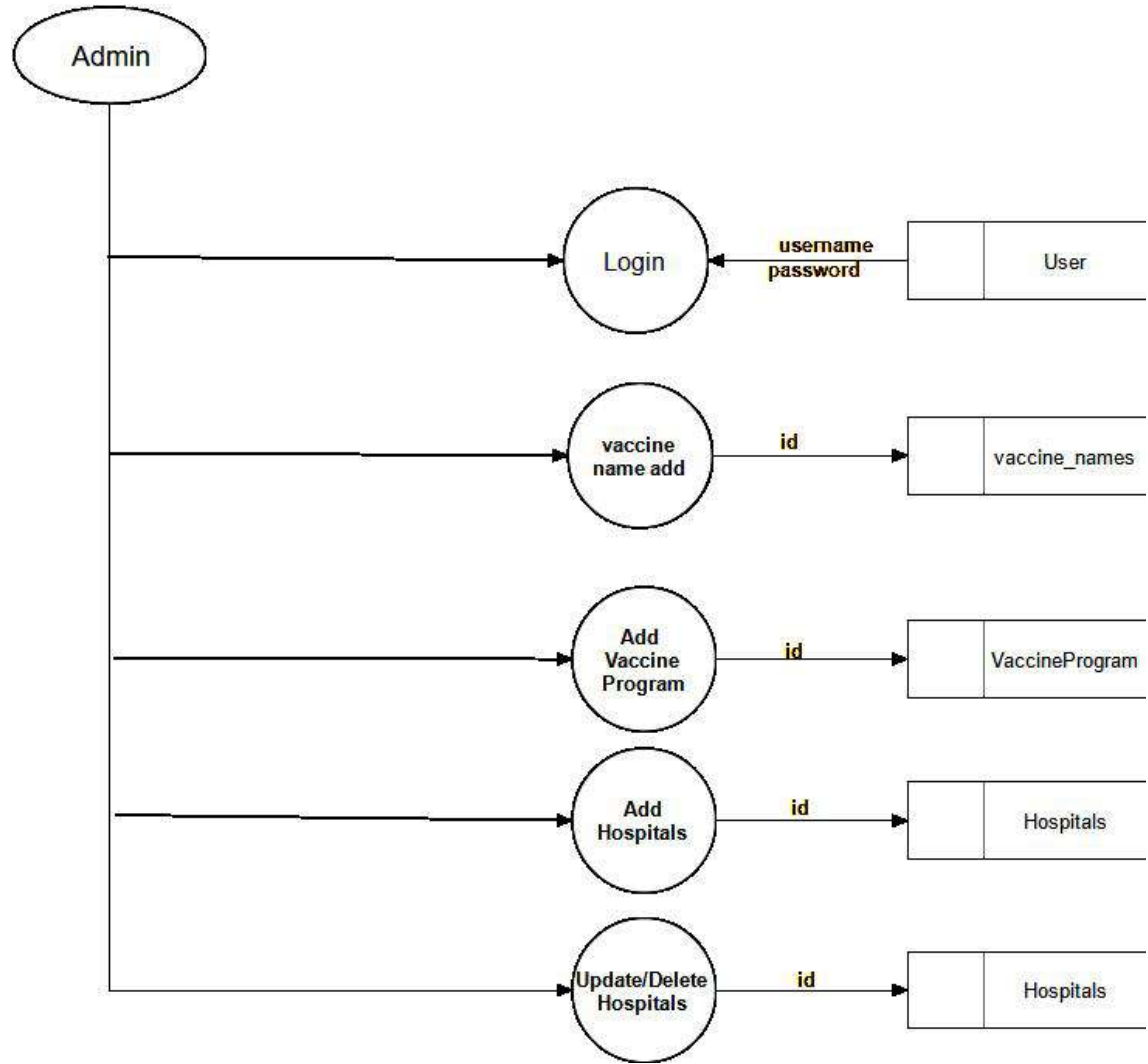 Admin
Login
username
password
User
vaccine
name add
id
vaccine_names
Add
Vaccine
Program
id
VaccineProgram
Add
Hospitals
id
Hospitals
Update/Delete
Hospitals
id
Hospitals